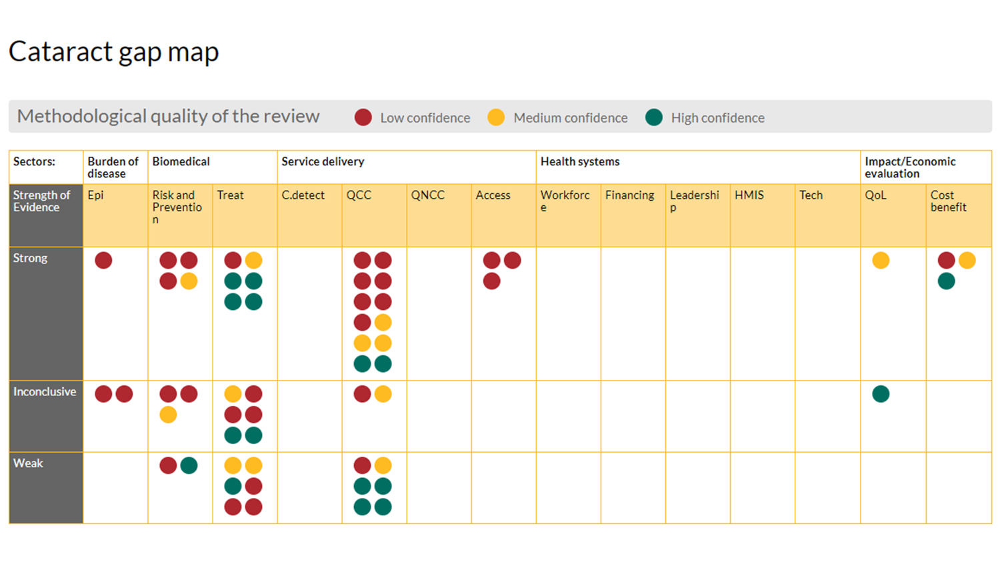 Cataract gap map
Methodological quality of the review
Low confidence
Medium confidence
High confidence
Sectors:
Burden of
disease
Biomedical
Service delivery
Health systems
Impact/Economic
evaluation
Strength of
Evidence
Epi
Risk and
Preventio
n
Treat
C.detect
QCC
QNCC
Access
Workforc
e
Financing
Leadershi
p
HMIS
Tech
QoL
Cost
benefit
Strong
Inconclusive
Weak